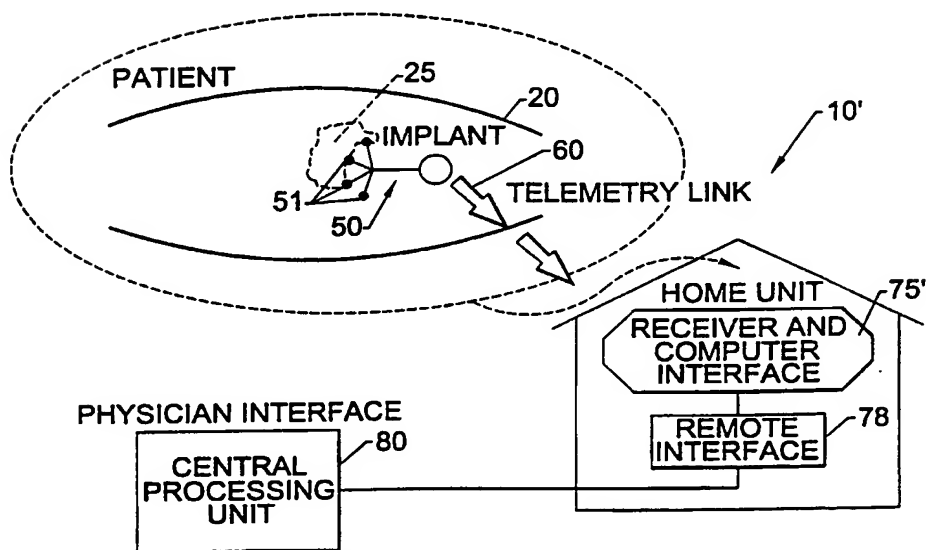 PATIENT
25
20
IMPLANT
10'
60
TELEMETRY LINK
51
50
HOME UNIT
75'
RECEIVER AND
COMPUTER
INTERFACE
PHYSICIAN INTERFACE
80
REMOTE
INTERFACE
78
CENTRAL
PROCESSING
UNIT